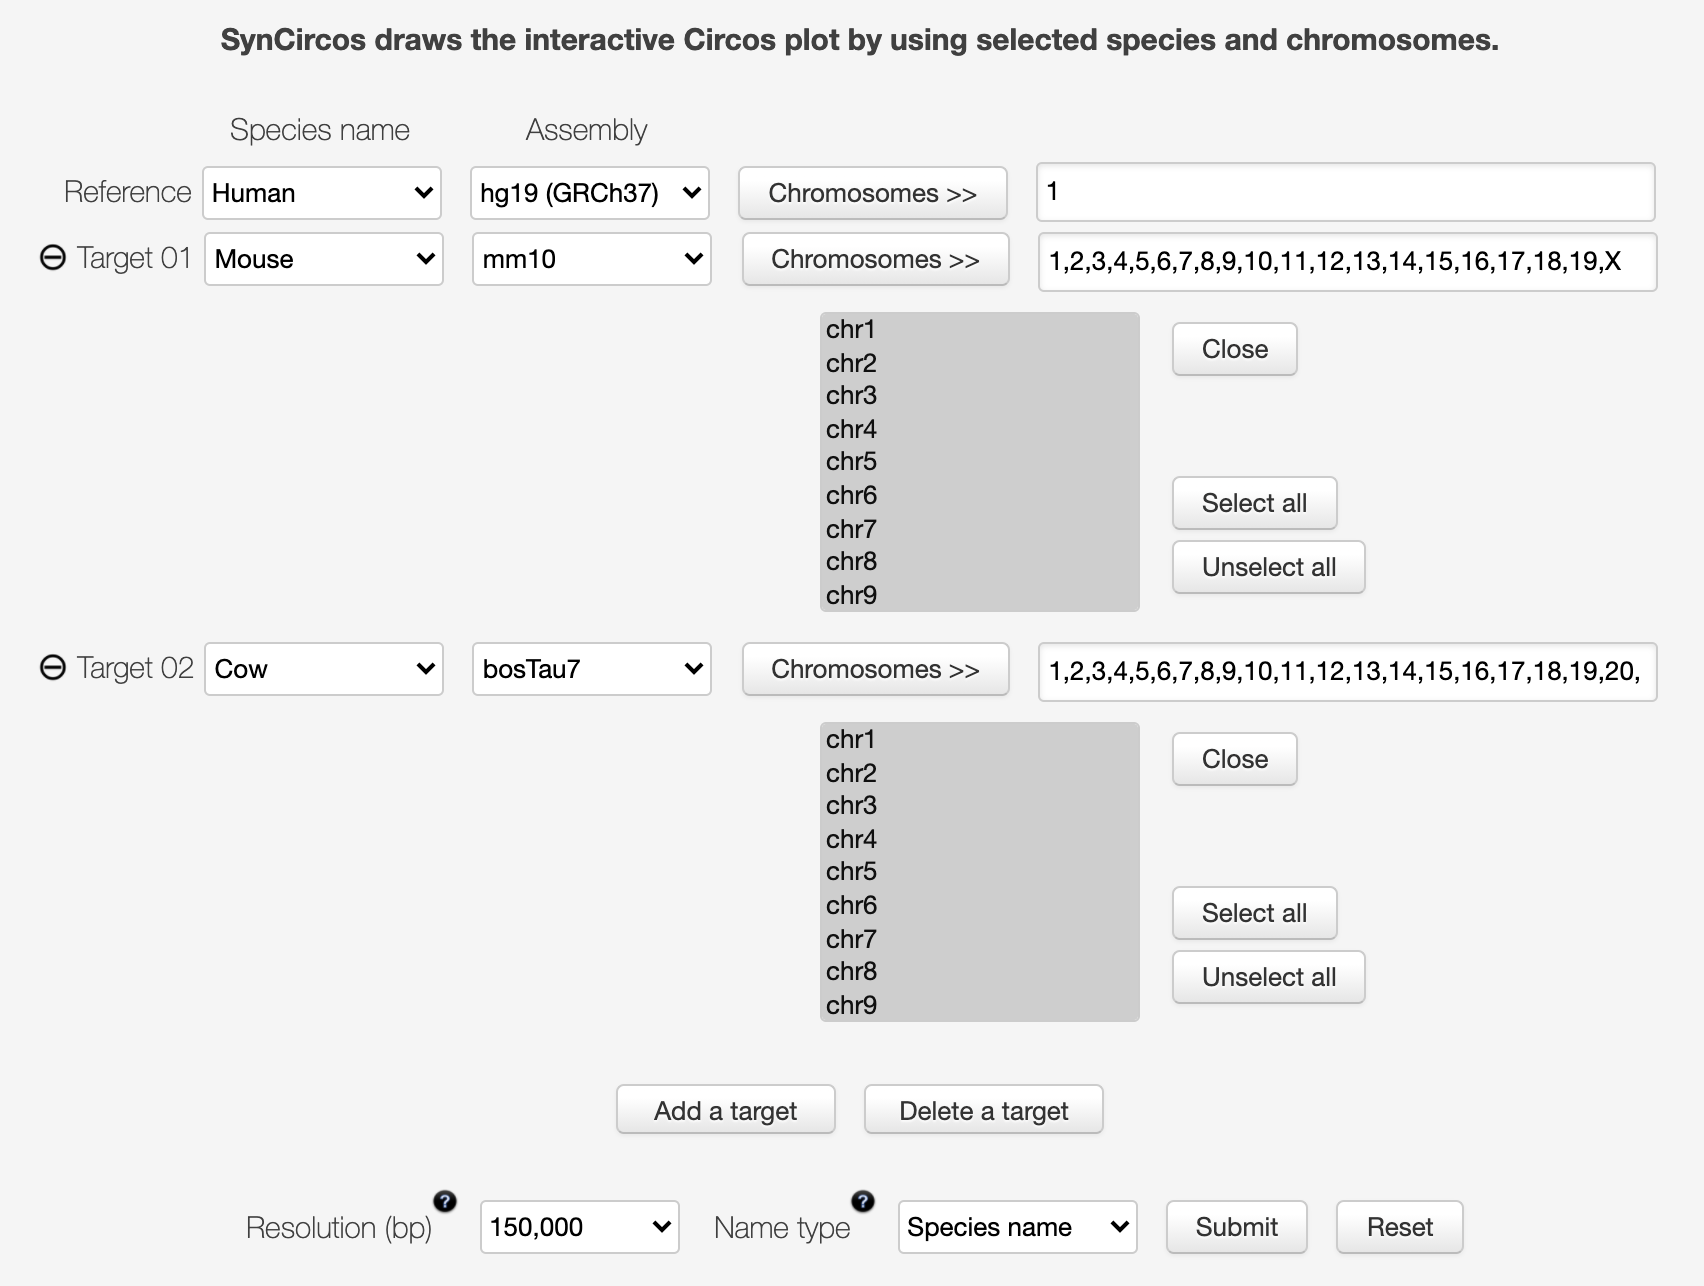 SynCircos draws the interactive Circos plot by using selected species and chromosomes.
Species name Assembly
Reference Human hg19 (GRCh37) Chromosomes >> 1
Target 01 Mouse mm10 Chromosomes >> 1,2,3,4,5,6,7,8,9,10,11,12,13,14,15,16,17,18,19,X
chr1
chr2
chr3
chr4
chr5
chr6
chr7
chr8
chr9
Close
Select all
Unselect all
Target 02 Cow bosTau7 Chromosomes >> 1,2,3,4,5,6,7,8,9,10,11,12,13,14,15,16,17,18,19,20,
chr1
chr2
chr3
chr4
chr5
chr6
chr7
chr8
chr9
Close
Select all
Unselect all
Add a target Delete a target
Resolution (bp) ? 150,000 Name type ? Species name Submit Reset